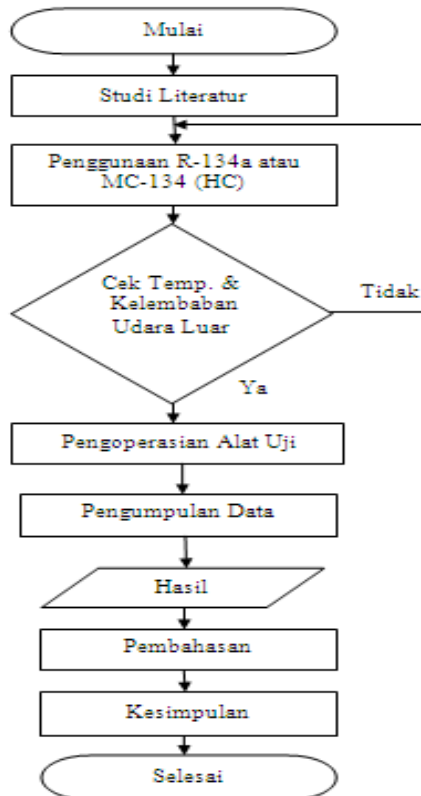 Mulai
Studi Literatur
Penggunaan R-134a atau
MC-134 (HC)
Cek Temp. &
Kelembaban
Udara Luar
Tidak
Ya
Pengoperasian Alat Uji
Pengumpulan Data
Hasil
Pembahasan
Kesimpulan
Selesai